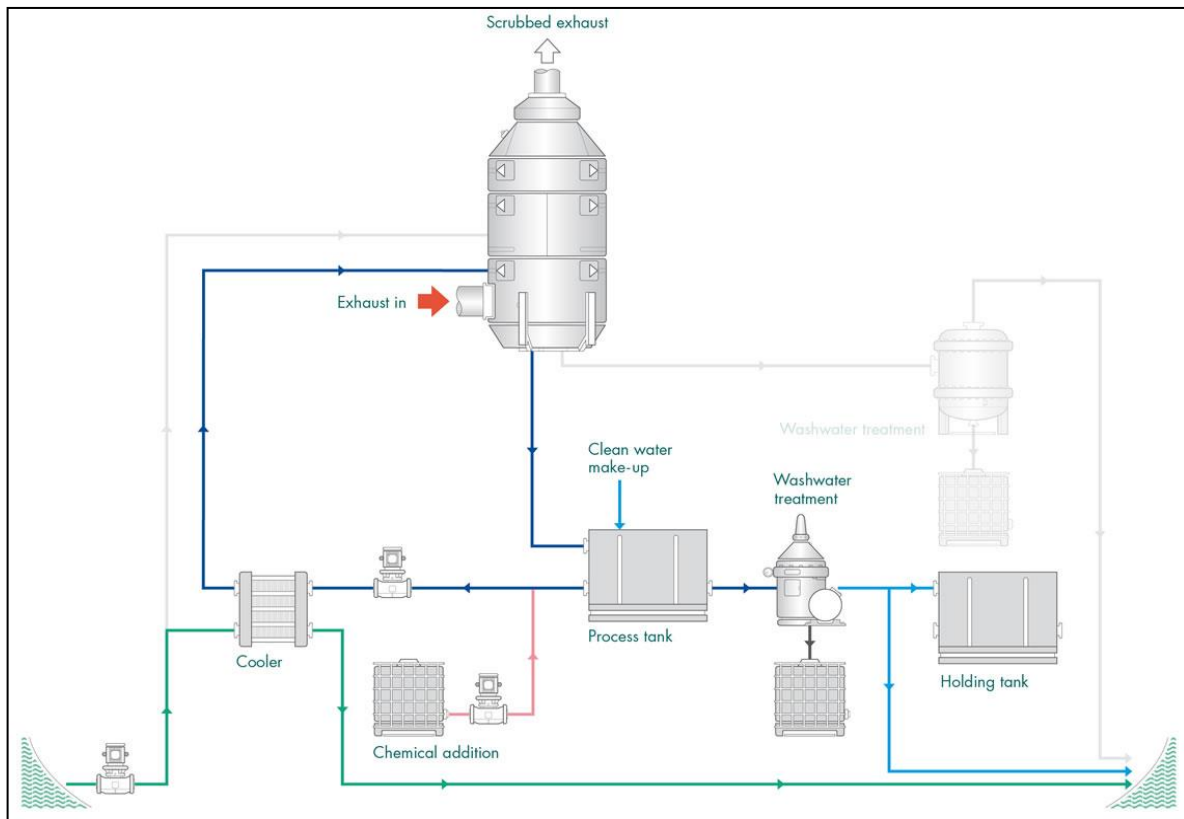 Scrubbed exhaust
Exhaust in
Washwater treatment
Clean water
make-up
Washwater
treatment
Process tank
Cooler
Holding tank
Chemical addition